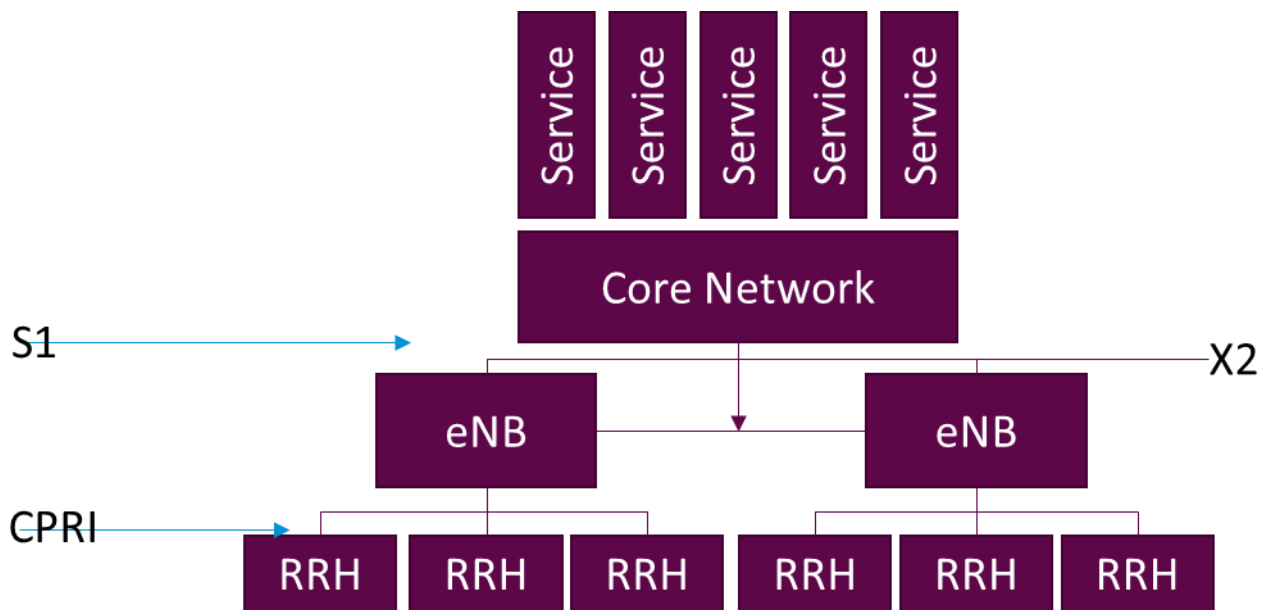 Service
Service
Service
Service
Service
Core Network
S1
X2
eNB
eNB
CPRI
RRH
RRH
RRH
RRH
RRH
RRH